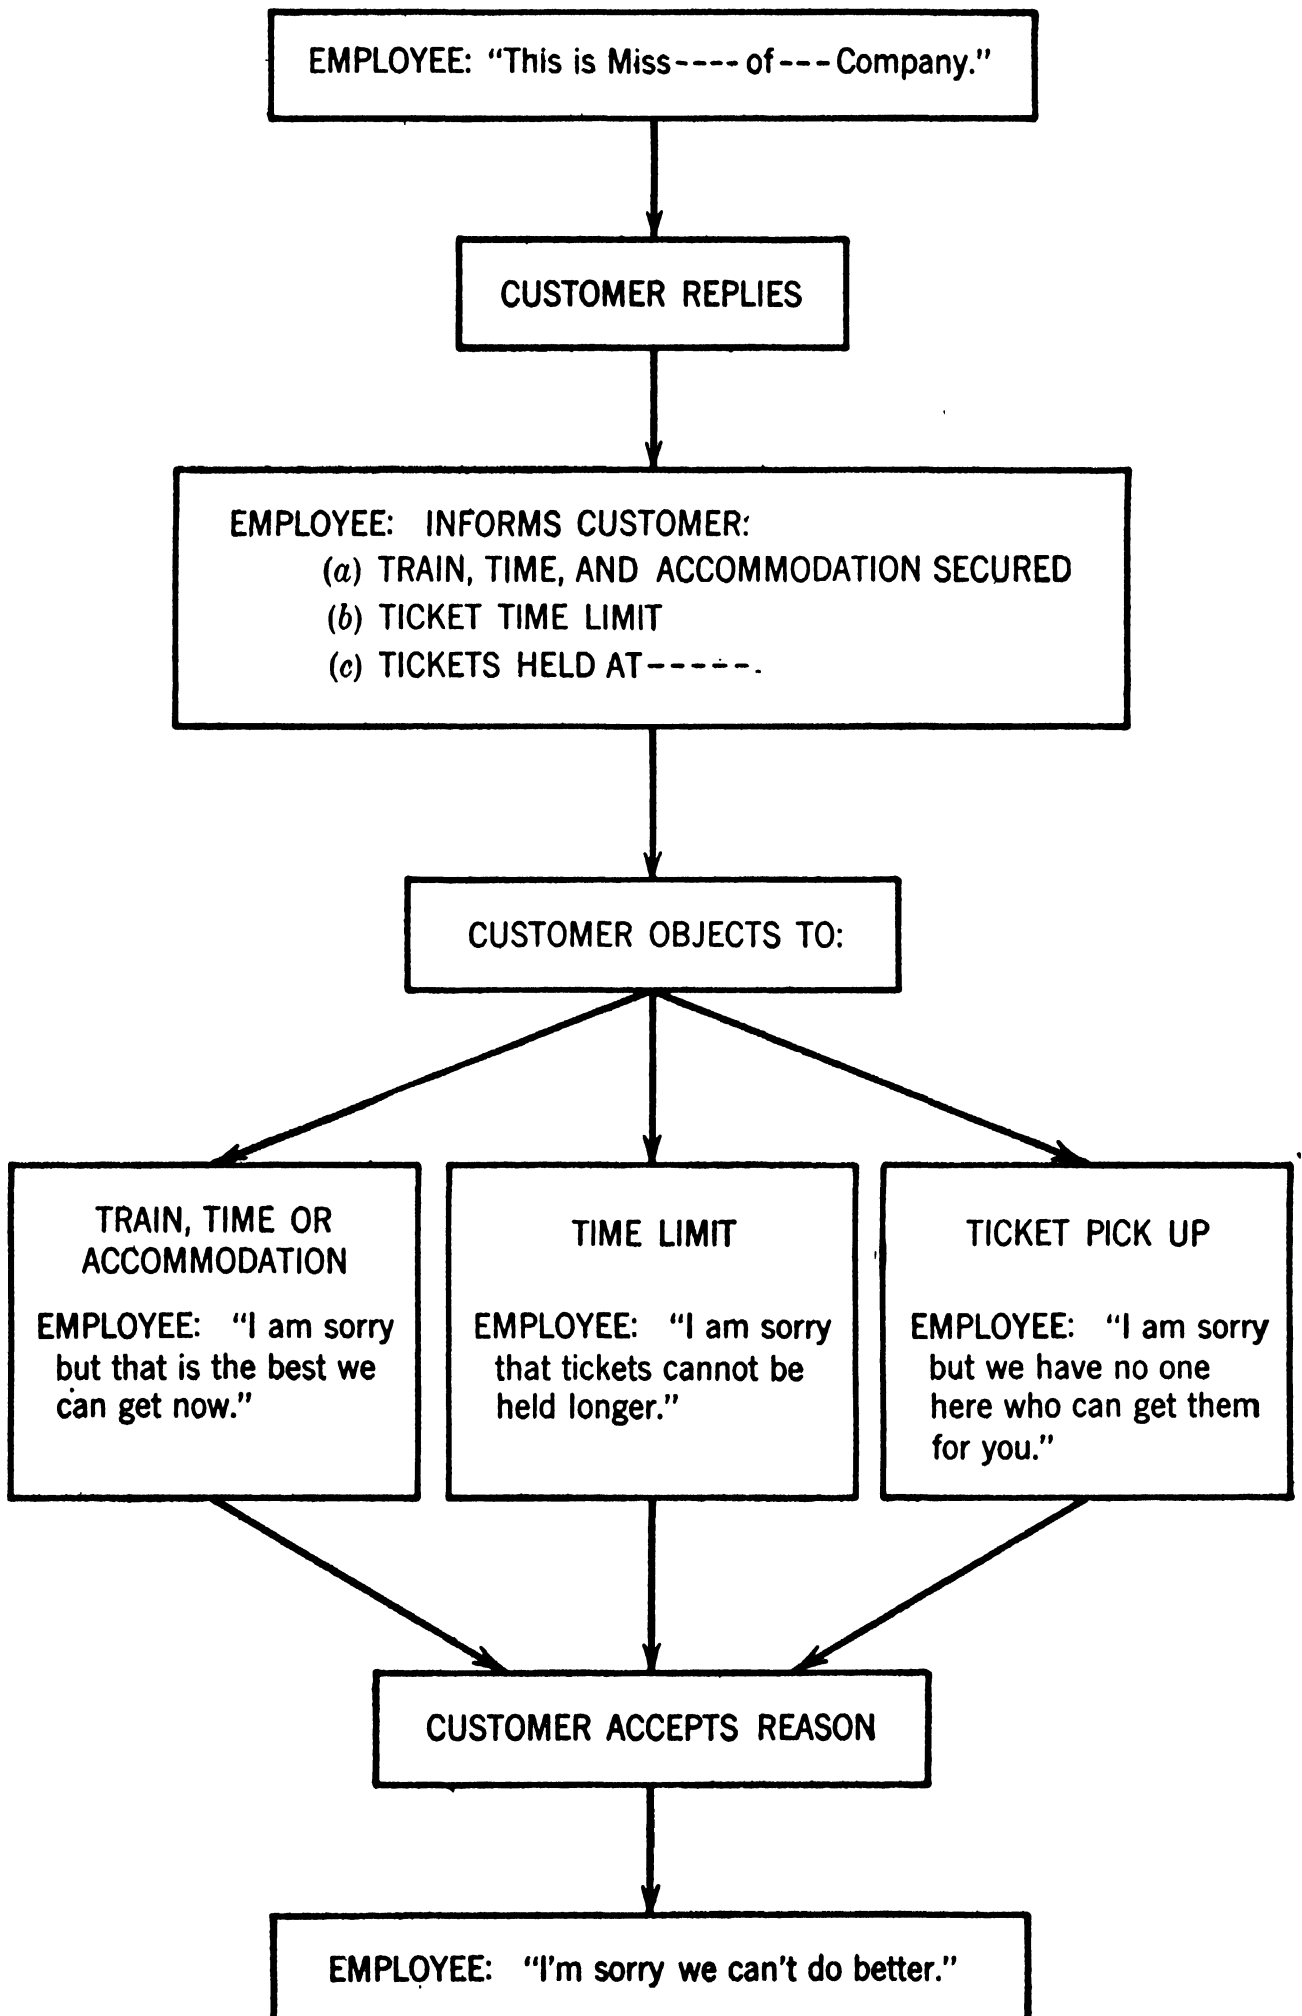 EMPLOYEE: “This is Miss---- of --- Company.”
CUSTOMER REPLIES
EMPLOYEE: INFORMS CUSTOMER:
(a) TRAIN, TIME, AND ACCOMMODATION SECURED
(b) TICKET TIME LIMIT
(c) TICKETS HELD AT-----.
CUSTOMER OBJECTS TO:
TRAIN, TIME OR
ACCOMMODATION
EMPLOYEE: “I am sorry
but that is the best we
can get now.”
TIME LIMIT
EMPLOYEE: “I am sorry
that tickets cannot be
held longer.”
TICKET PICK UP
EMPLOYEE: “I am sorry
but we have no one
here who can get them
for you.”
CUSTOMER ACCEPTS REASON
EMPLOYEE: “I'm sorry we can't do better.”